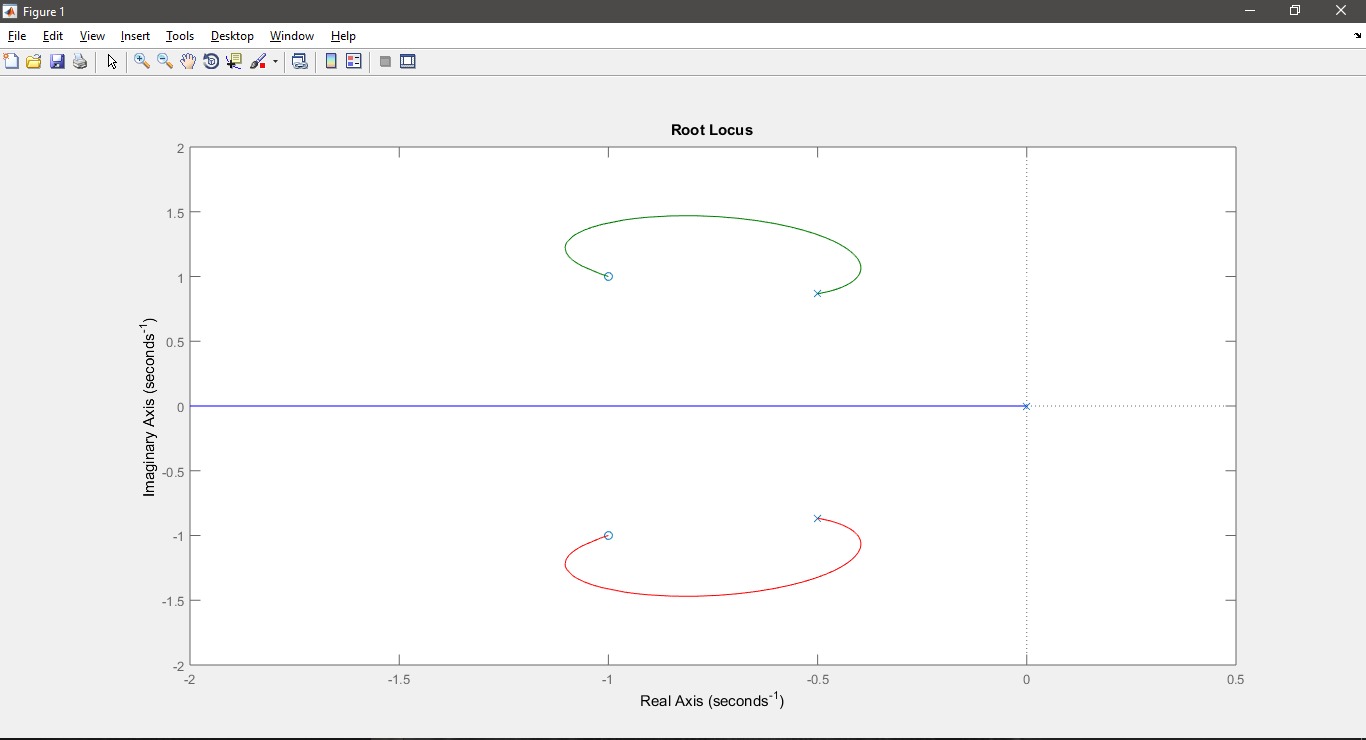 Figure 1
File Edit View Insert Tools Desktop Window Help
Root Locus
2
1.5
1
0.5
0
-0.5
-1
-1.5
-2
Imaginary Axis (seconds⁻¹)
-2 -1.5 -1 -0.5 0 0.5
Real Axis (seconds⁻¹)